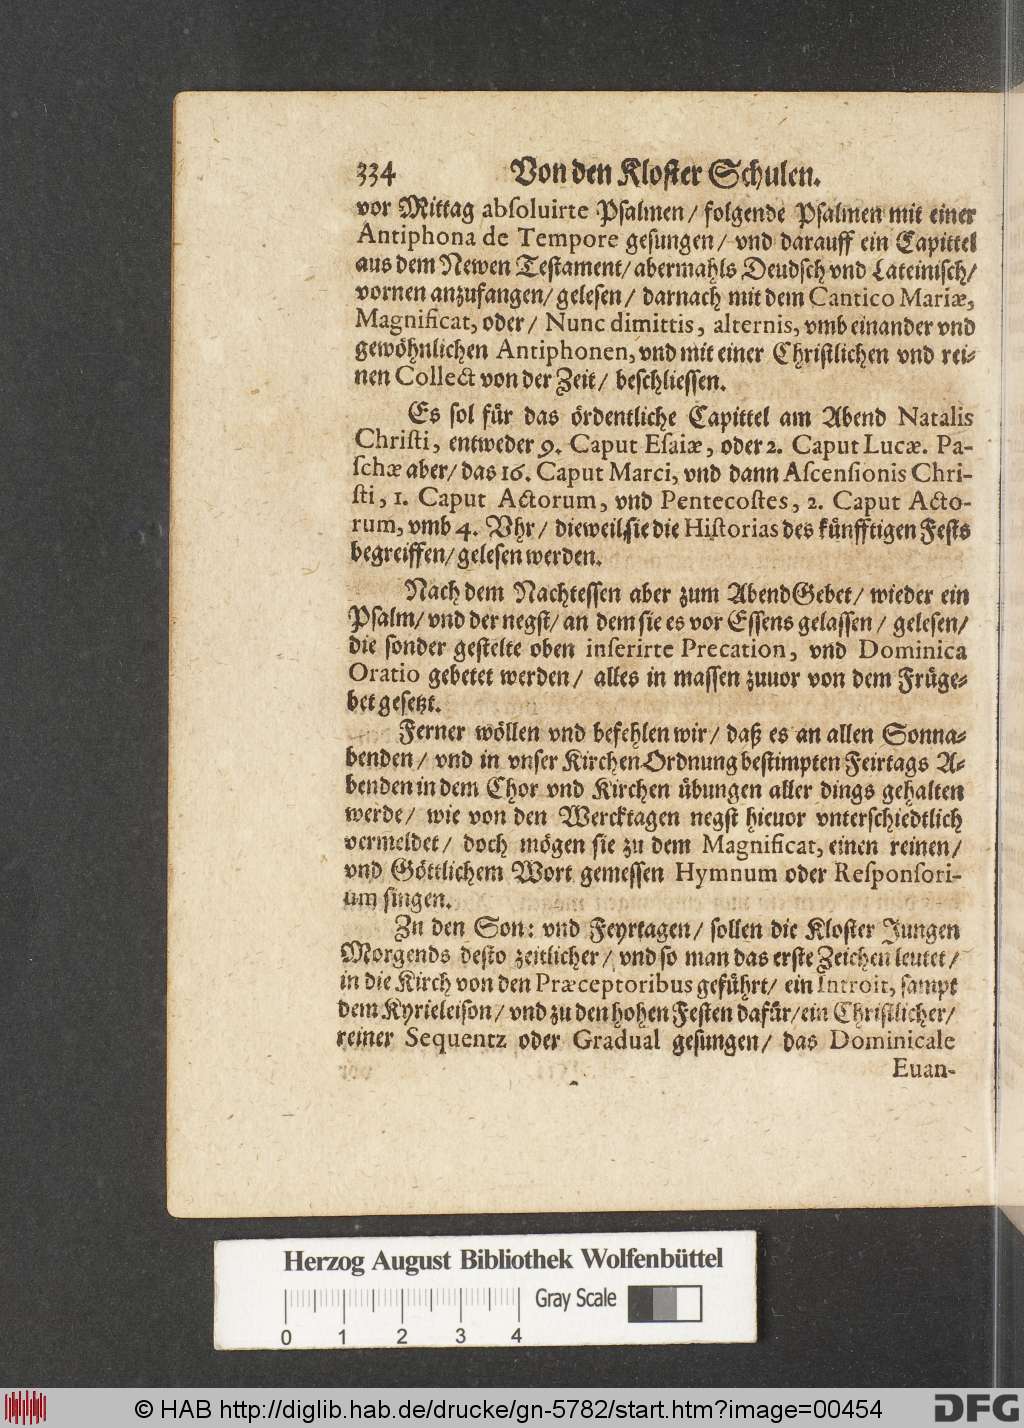 334 Von den Kloster Schulen.
vor Mittag absoluirte Psalmen / folgende Psalmen mit einer
Antiphona de Tempore gesungen / vnd darauff ein Capittel
aus dem Newen Testament / abermahls Deudsch vnd Lateinisch /
vornen anzufangen / gelesen / darnach mit dem Cantico Mariæ,
Magnificat, oder / Nunc dimittis, alternis, vmb einander vnd
gewöhnlichen Antiphonen, vnd mit einer Christlichen vnd rei-
nen Collect von der Zeit / beschliessen.
Es sol für das ördentliche Capittel am Abend Natalis
Christi, entweder 9. Caput Esaiæ, oder 2. Caput Lucæ. Pa-
schæ aber / das 16. Caput Marci, vnd dann Ascensionis Chri-
sti, 1. Caput Actorum, vnd Pentecostes, 2. Caput Acto-
rum, vmb 4. Vhr / dieweil sie die Historias des künfftigen Fests
begreiffen / gelesen werden.
Nach dem Nachtessen aber zum AbendGebet / wieder ein
Psalm / vnd der negst / an dem sie es vor Essens gelassen / gelesen /
die sonder gestelte oben inserirte Precation, vnd Dominica
Oratio gebetet werden / alles in massen zuuor von dem Früge-
bet gesetzt.
Ferner wöllen vnd befehlen wir / daß es an allen Sonna-
benden / vnd in vnser KirchenOrdnung bestimpten Feirtags A-
benden in dem Chor vnd Kirchen übungen aller dings gehalten
werde / wie von den Wercktagen negst hieuor vnterschiedtlich
vermeldet / doch mögen sie zu dem Magnificat, einen reinen /
vnd Göttlichem Wort gemessen Hymnum oder Responsori-
um singen.
Zu den Son: vnd Feyrtagen / sollen die Kloster Jungen
Morgends desto zeitlicher / vnd so man das erste Zeichen leutet /
in die Kirch von den Præceptoribus geführt / ein Introit, sampt
dem Kyrieleison / vnd zu den hohen Festen dafür / ein Christlicher /
reiner Sequentz oder Gradual gesungen / das Dominicale
Euan-
Herzog August Bibliothek Wolfenbüttel
Gray Scale
0 1 2 3 4
© HAB http://diglib.hab.de/drucke/gn-5782/start.htm?image=00454
DFG